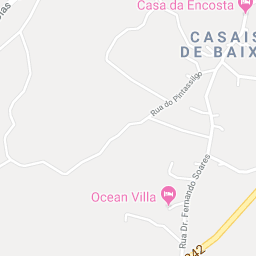 Casa da Encosta
CASAIS
DE BAIX
Rua do Pintassilgo
Ocean Villa
Rua Dr. Fernando Soares
242